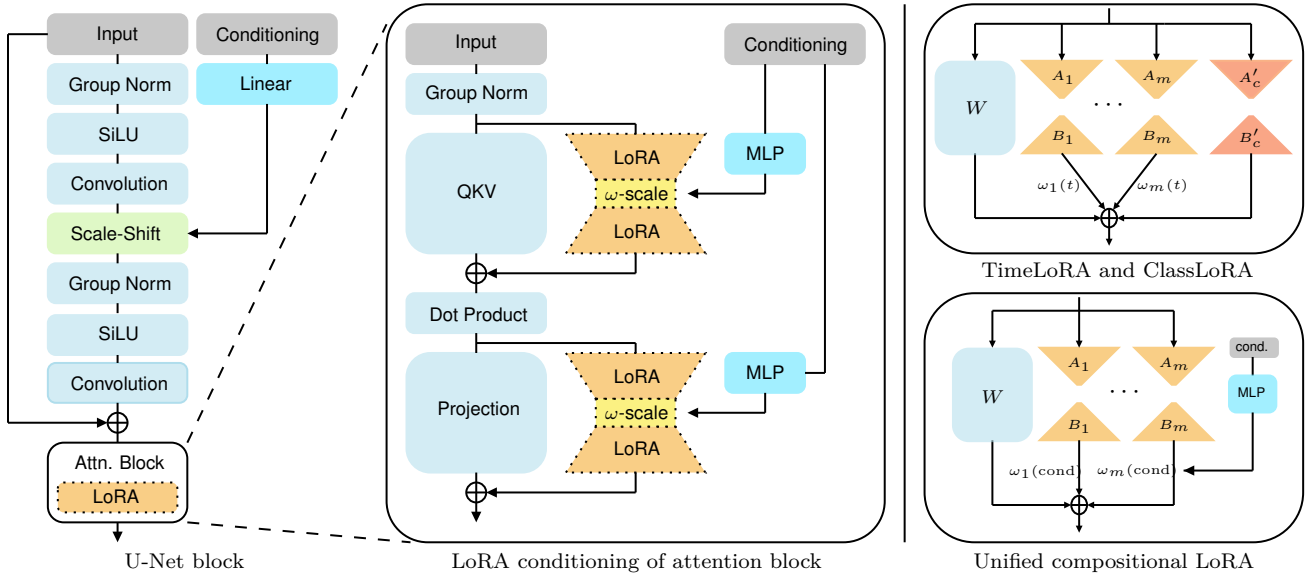 Input
Conditioning
Group Norm
Linear
SiLU
Convolution
Scale-Shift
Group Norm
SiLU
Convolution
Attn. Block
LoRA
U-Net block
Input
Conditioning
Group Norm
QKV
LoRA
ω-scale
LoRA
MLP
Dot Product
Projection
LoRA
ω-scale
LoRA
MLP
LoRA conditioning of attention block
W
A₁
Aₘ
A′c
· · ·
B₁
Bₘ
B′c
ω₁(t)
ωₘ(t)
TimeLoRA and ClassLoRA
W
A₁
Aₘ
cond.
MLP
· · ·
B₁
Bₘ
ω₁(cond)
ωₘ(cond)
Unified compositional LoRA